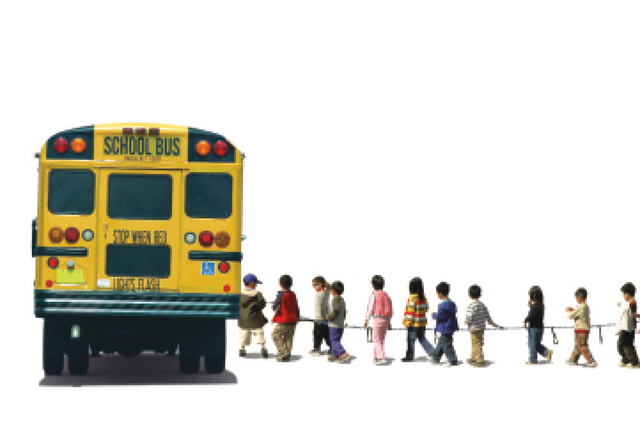 SCHOOL BUS
STOP WHEN RED
LIGHTS FLASH